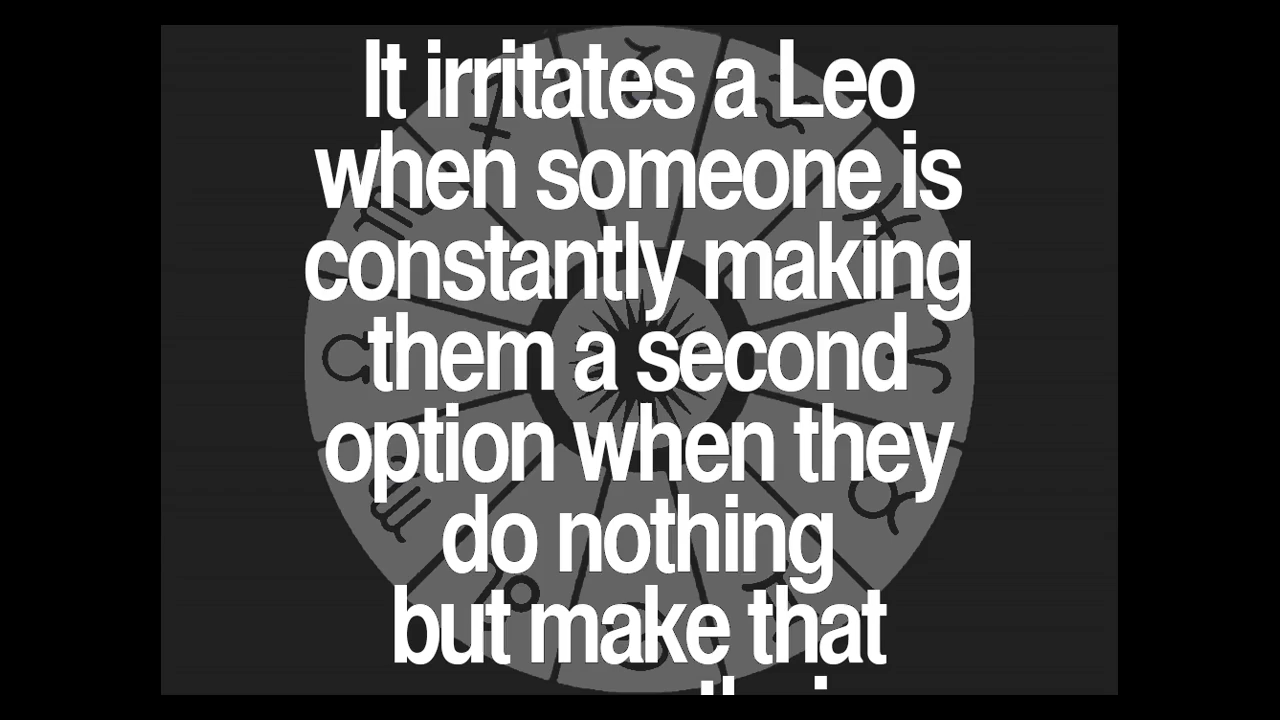 It irritates a Leo
when someone is
constantly making
them a second
option when they
do nothing
but make that